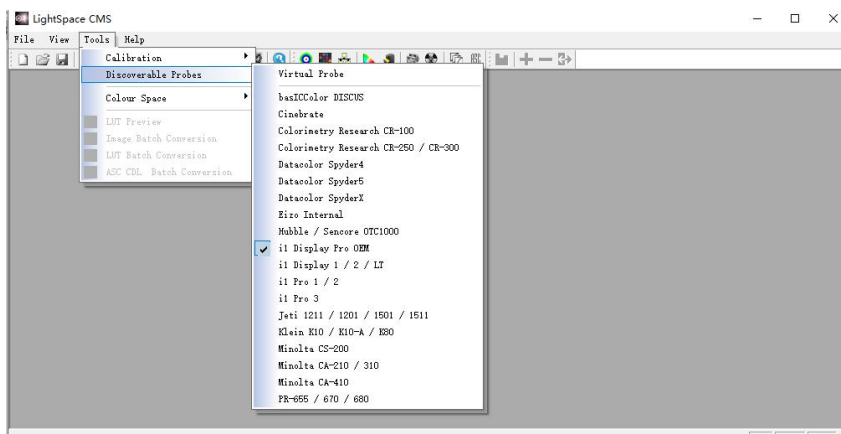 LightSpace CMS
File View Tools Help
Calibration
Discoverable Probes
Colour Space
LUT Preview
Image Batch Conversion
LUT Batch Conversion
ASC CDL Batch Conversion
Virtual Probe
basICColor DISCUS
Cinebrate
Colorimetry Research CR-100
Colorimetry Research CR-250 / CR-300
Datacolor Spyder4
Datacolor Spyder5
Datacolor SpyderX
Eizo Internal
Hubble / Sencore OTC1000
i1 Display Pro OEM
i1 Display 1 / 2 / LT
i1 Pro 1 / 2
i1 Pro 3
Jeti 1211 / 1201 / 1501 / 1511
Klein K10 / K10-A / K80
Minolta CS-200
Minolta CA-210 / 310
Minolta CA-410
PR-655 / 670 / 680